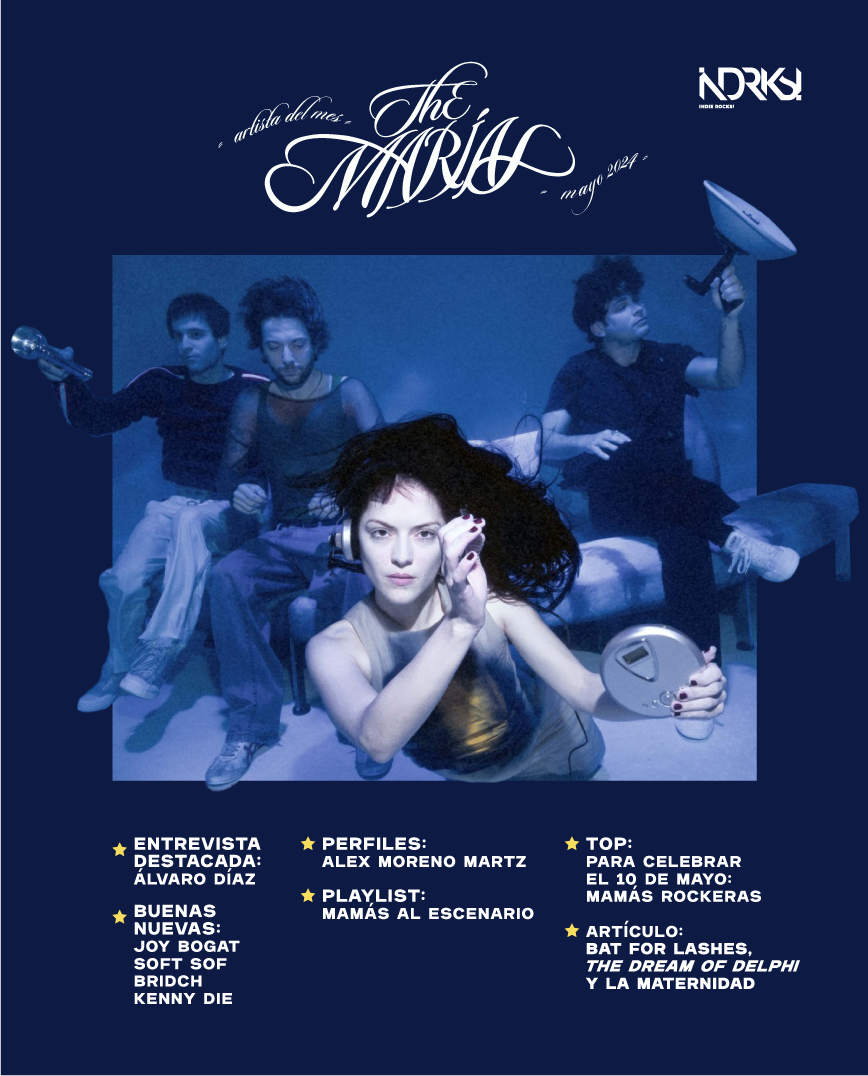 "artista del mes"
The
MARÍAS
"mayo 2024"
iNDRKS!
INDIE ROCKS!
ENTREVISTA
DESTACADA:
ÁLVARO DÍAZ
BUENAS
NUEVAS:
JOY BOGAT
SOFT SOF
BRIDCH
KENNY DIE
PERFILES:
ALEX MORENO MARTZ
PLAYLIST:
MAMÁS AL ESCENARIO
TOP:
PARA CELEBRAR
EL 10 DE MAYO:
MAMÁS ROCKERAS
ARTÍCULO:
BAT FOR LASHES,
THE DREAM OF DELPHI
Y LA MATERNIDAD